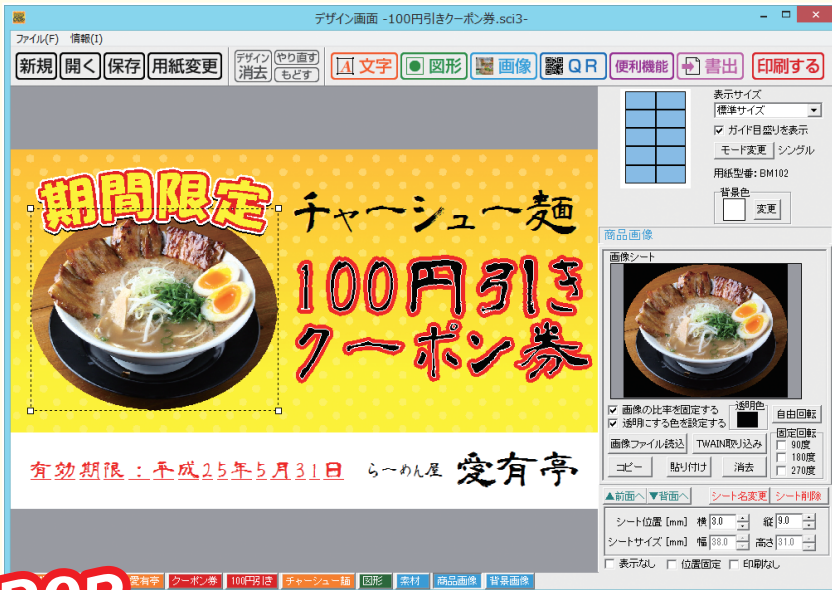 デザイン画面 -100円引きクーポン券.sci3-
ファイル(F) 情報(I)
新規 開く 保存 用紙変更 デザイン消去 やり直す もどす 文字 図形 画像 QR 便利機能 書出 印刷する
表示サイズ
標準サイズ
ガイド目盛りを表示
モード変更 シングル
用紙型番: BM102
背景色
変更
期間限定
チャーシュー麺
100円引き
クーポン券
有効期限：平成25年5月31日 らーめん屋 愛有亭
商品画像
画像シート
画像の比率を固定する
透明にする色を設定する
透明色
自由回転
固定回転
90度
180度
270度
画像ファイル読込 TWAIN取り込み
コピー 貼り付け 消去
▲前面へ ▼背面へ シート名変更 シート削除
シート位置 [mm] 横 3.0 縦 9.0
シートサイズ [mm] 幅 38.0 高さ 31.0
表示なし 位置固定 印刷なし
愛有亭 クーポン券 100円引き チャーシュー麺 図形 素材 商品画像 背景画像
POP